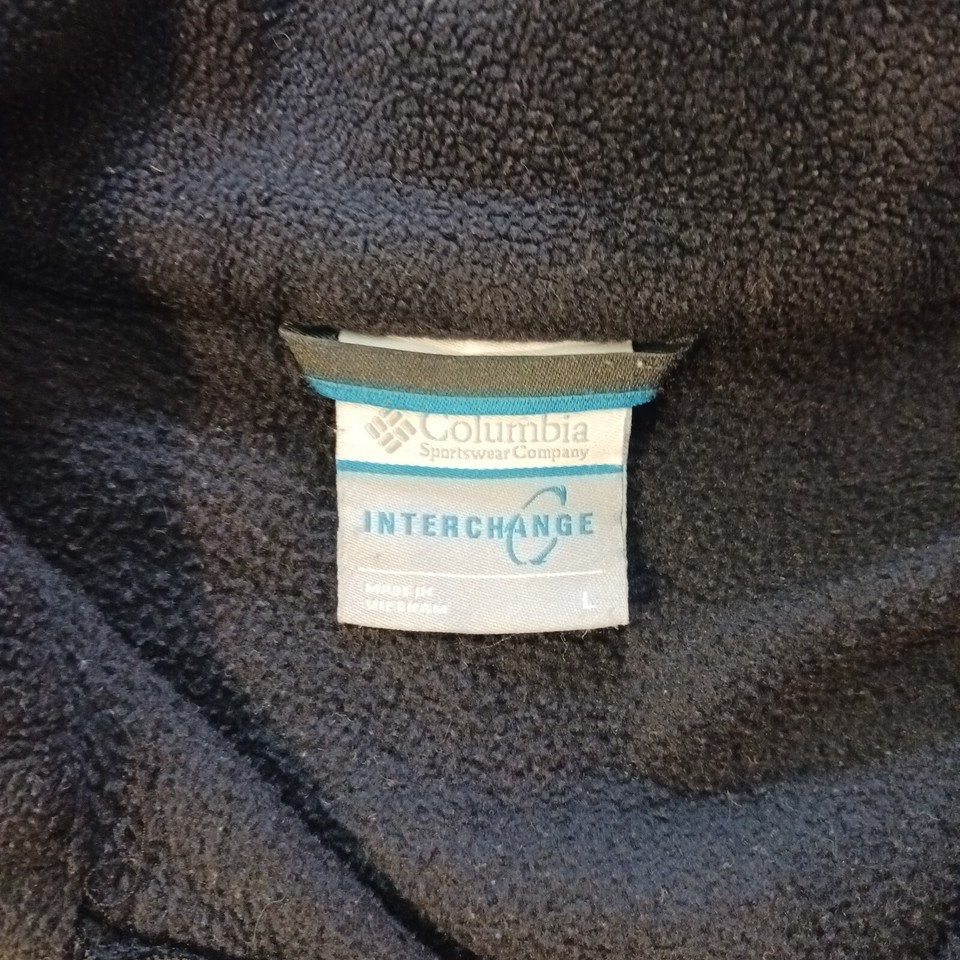 Columbia
Sportswear Company
INTERCHANGE
MADE IN
VIETNAM
L